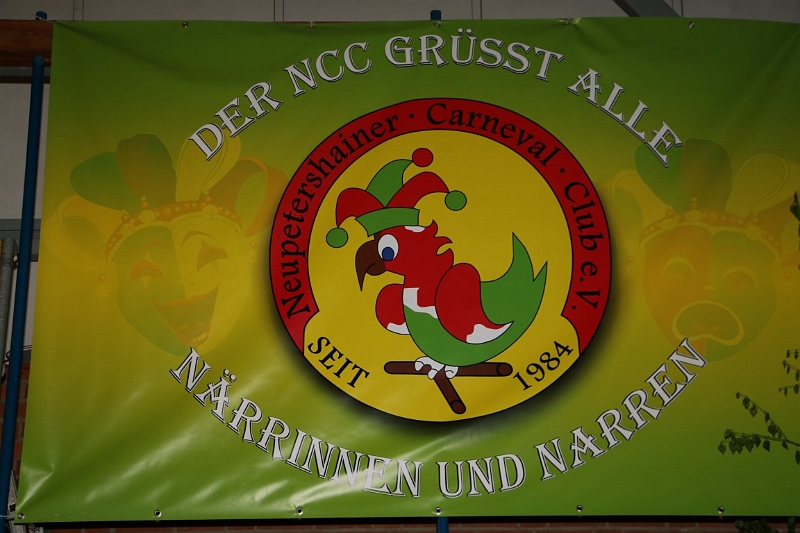 DER NCC GRÜSST ALLE
Neupetershainer · Carneval · Club e.V.
SEIT 1984
NÄRRINNEN UND NARREN